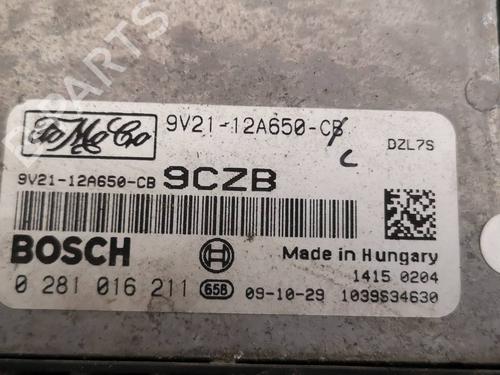 FoMoCo
9V21-12A650-CB
C
DZL7S
9V21-12A650-CB 9CZB
BOSCH
Made in Hungary
1415 0204
0 281 016 211 65B 09-10-29 1039S34630